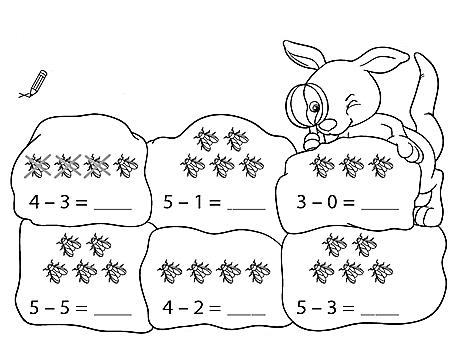 4 – 3 = ____
5 – 1 = ____
3 – 0 = ____
5 – 5 = ____
4 – 2 = ____
5 – 3 = ____